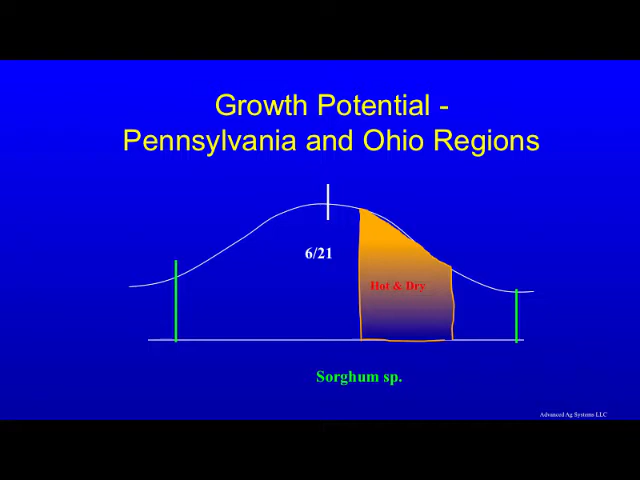 Growth Potential -
Pennsylvania and Ohio Regions
6/21
Hot & Dry
Sorghum sp.
Advanced Ag Systems LLC